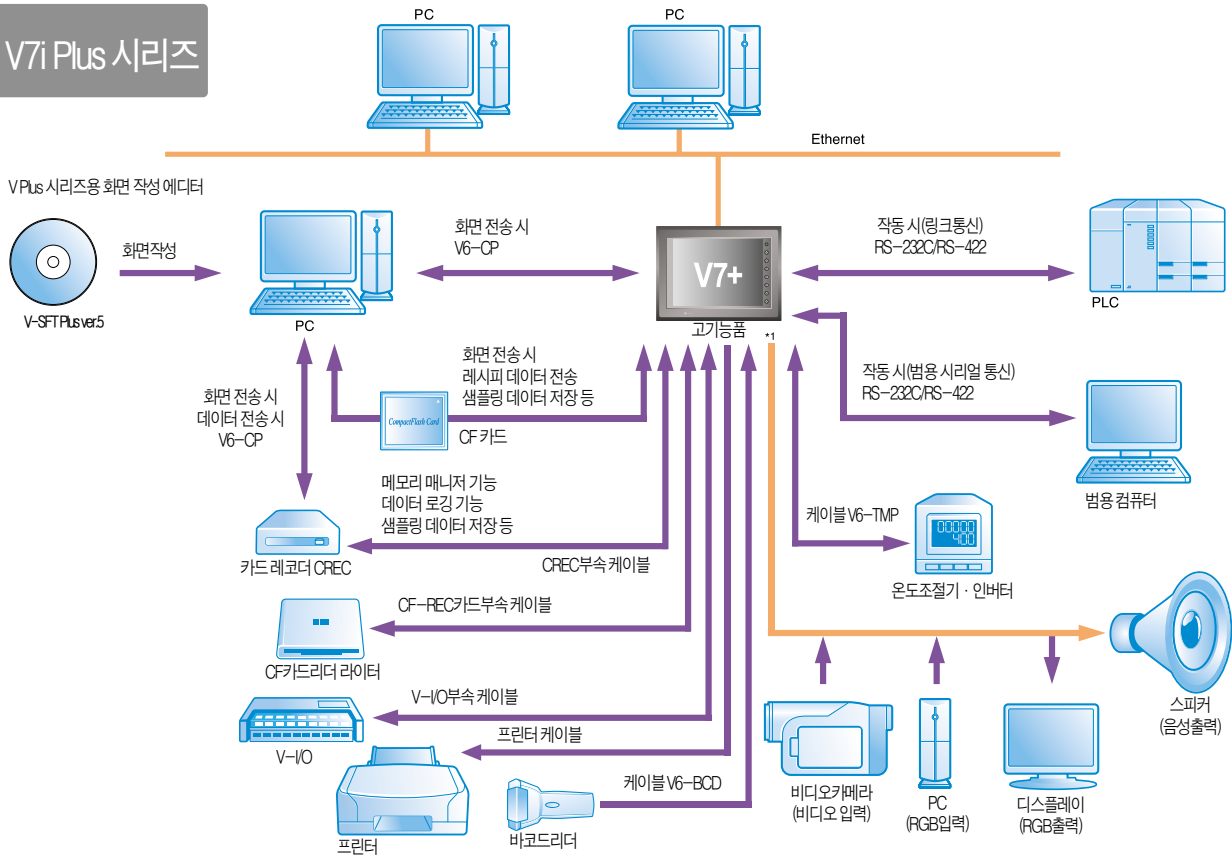 V7i Plus 시리즈
PC
PC
Ethernet
V Plus 시리즈용 화면 작성 에디터
화면작성
V-SFT Plus ver.5
PC
화면 전송 시
V6-CP
V7+
고기능품
*1
작동 시(링크통신)
RS-232C/RS-422
PLC
작동 시(범용 시리얼 통신)
RS-232C/RS-422
범용 컴퓨터
화면 전송 시
데이터 전송 시
V6-CP
CompactFlash Card
CF 카드
화면 전송 시
레시피 데이터 전송
샘플링 데이터 저장 등
메모리 매니저 기능
데이터 로깅 기능
샘플링 데이터 저장 등
카드 레코더 CREC
CREC부속 케이블
케이블 V6-TMP
00000
400
온도조절기 · 인버터
CF-REC카드부속 케이블
CF카드리더 라이터
V-I/O부속 케이블
V-I/O
프린터 케이블
프린터
케이블 V6-BCD
바코드리더
비디오카메라
(비디오 입력)
PC
(RGB입력)
디스플레이
(RGB출력)
스피커
(음성출력)